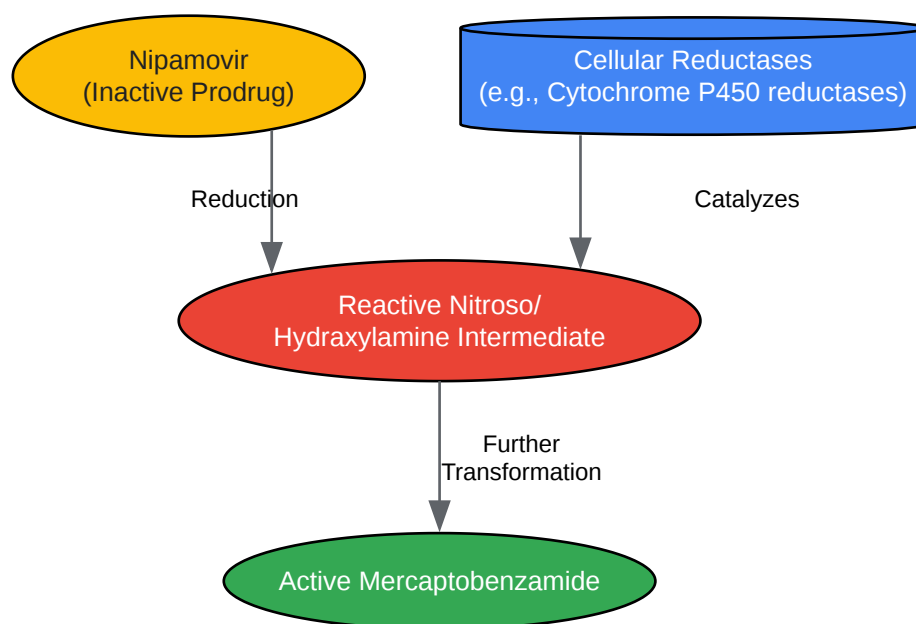 Nipamovir
(Inactive Prodrug)
Cellular Reductases
(e.g., Cytochrome P450 reductases)
Reduction
Catalyzes
Reactive Nitroso/
Hydraxylamine Intermediate
Further
Transformation
Active Mercaptobenzamide